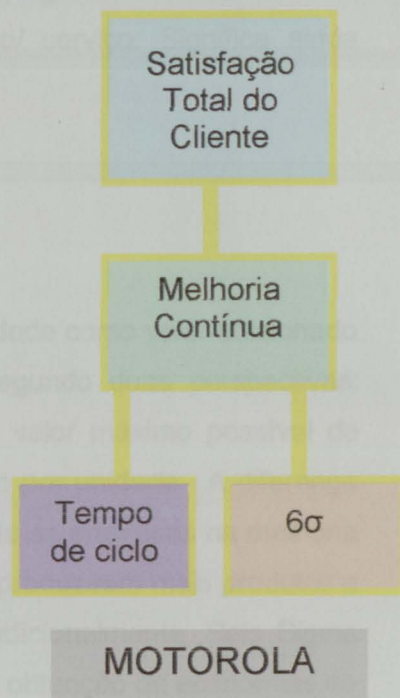 Satisfação
Total do
Cliente
Melhoria
Contínua
Tempo
de ciclo
6σ
MOTOROLA